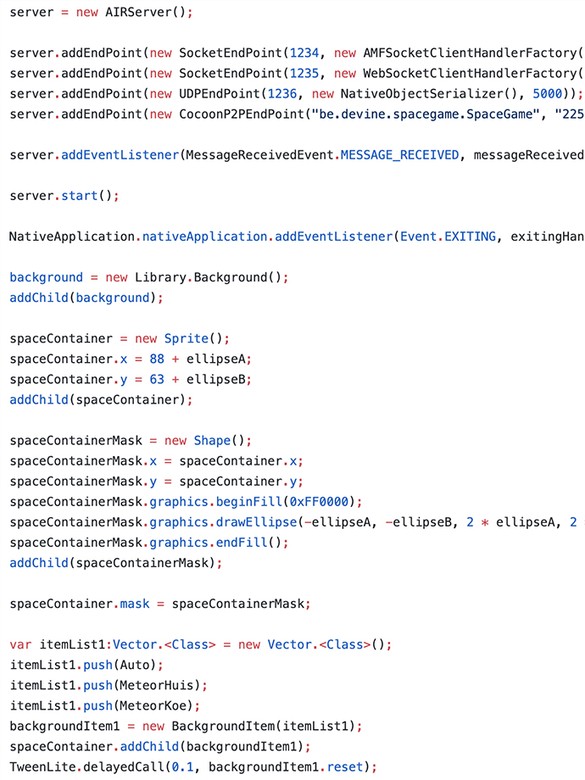 server = new AIRServer();
server.addEndPoint(new SocketEndPoint(1234, new AMFSocketClientHandlerFactory(
server.addEndPoint(new SocketEndPoint(1235, new WebSocketClientHandlerFactory(
server.addEndPoint(new UDPEndPoint(1236, new NativeObjectSerializer(), 5000));
server.addEndPoint(new CocoonP2PEndPoint("be.devine.spacegame.SpaceGame", "225
server.addEventListener(MessageReceivedEvent.MESSAGE_RECEIVED, messageReceived
server.start();
NativeApplication.nativeApplication.addEventListener(Event.EXITING, exitingHan
background = new Library.Background();
addChild(background);
spaceContainer = new Sprite();
spaceContainer.x = 88 + ellipseA;
spaceContainer.y = 63 + ellipseB;
addChild(spaceContainer);
spaceContainerMask = new Shape();
spaceContainerMask.x = spaceContainer.x;
spaceContainerMask.y = spaceContainer.y;
spaceContainerMask.graphics.beginFill(0xFF0000);
spaceContainerMask.graphics.drawEllipse(-ellipseA, -ellipseB, 2 * ellipseA, 2
spaceContainerMask.graphics.endFill();
addChild(spaceContainerMask);
spaceContainer.mask = spaceContainerMask;
var itemList1:Vector.<Class> = new Vector.<Class>();
itemList1.push(Auto);
itemList1.push(MeteorHuis);
itemList1.push(MeteorKoe);
backgroundItem1 = new BackgroundItem(itemList1);
spaceContainer.addChild(backgroundItem1);
TweenLite.delayedCall(0.1, backgroundItem1.reset);